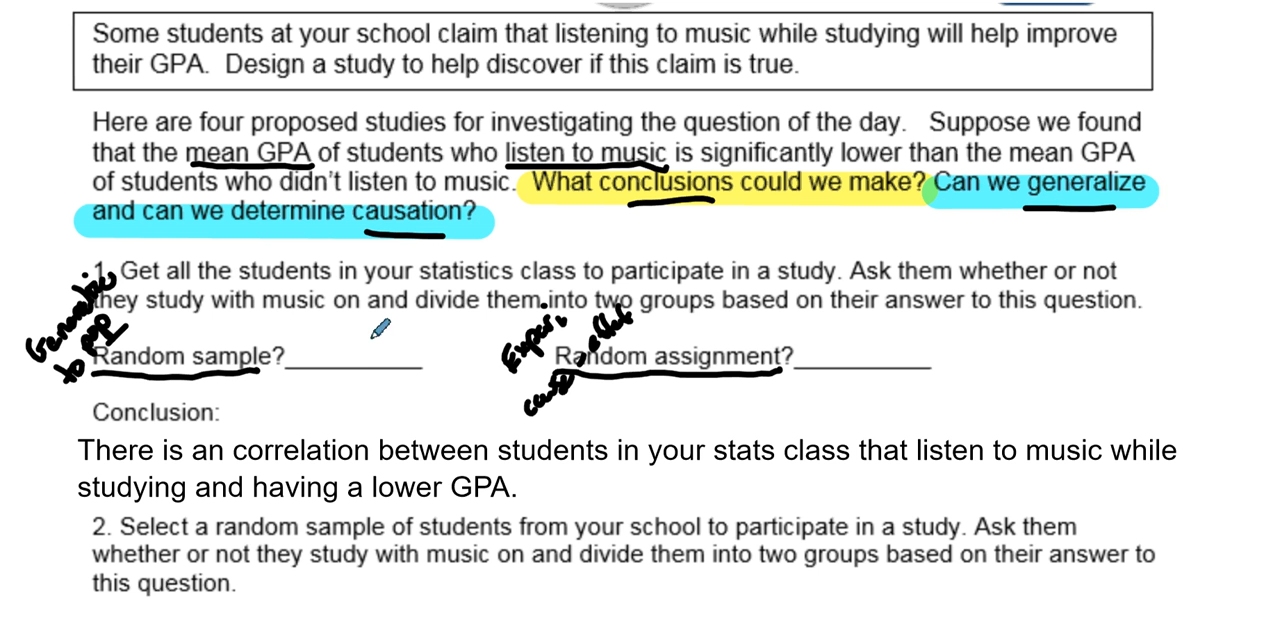 Some students at your school claim that listening to music while studying will help improve
their GPA.  Design a study to help discover if this claim is true.
Here are four proposed studies for investigating the question of the day.   Suppose we found
that the mean GPA of students who listen to music is significantly lower than the mean GPA
of students who didn't listen to music.  What conclusions could we make? Can we generalize
and can we determine causation?
1. Get all the students in your statistics class to participate in a study. Ask them whether or not
they study with music on and divide them into two groups based on their answer to this question.
to pop
Random sample?__________
Random assignment?__________
Conclusion:
There is an correlation between students in your stats class that listen to music while
studying and having a lower GPA.
2. Select a random sample of students from your school to participate in a study. Ask them
whether or not they study with music on and divide them into two groups based on their answer to
this question.